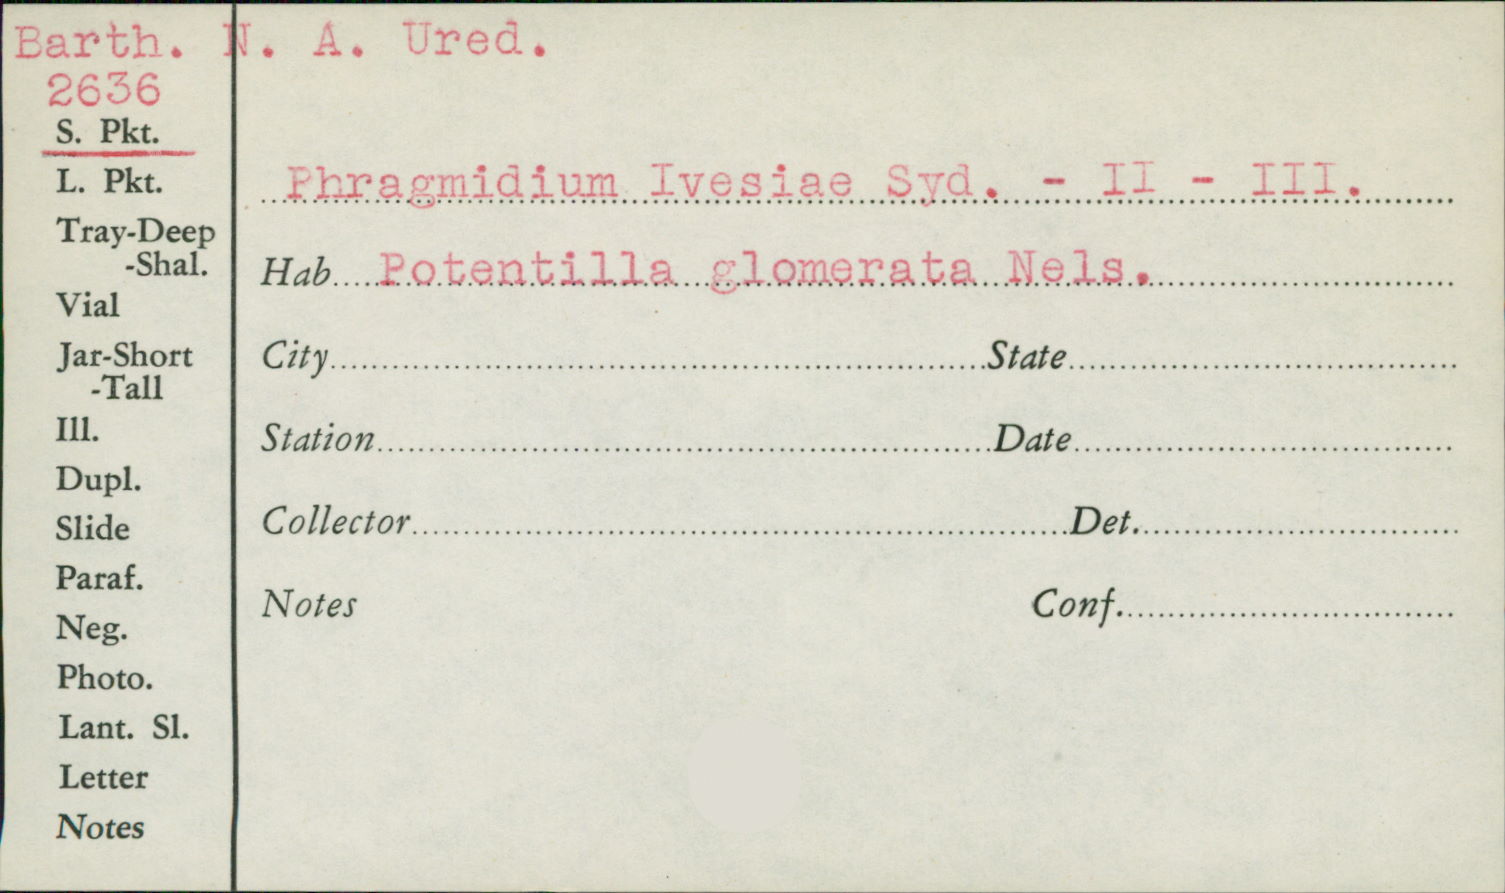 Barth. N. A. Ured.
2636
S. Pkt.
L. Pkt.
Tray-Deep
-Shal.
Vial
Jar-Short
-Tall
Ill.
Dupl.
Slide
Paraf.
Neg.
Photo.
Lant. Sl.
Letter
Notes
Phragmidium Ivesiae Syd. - II - III.
Hab. Potentilla glomerata Nels.
City State
Station Date
Collector Det.
Notes Conf.